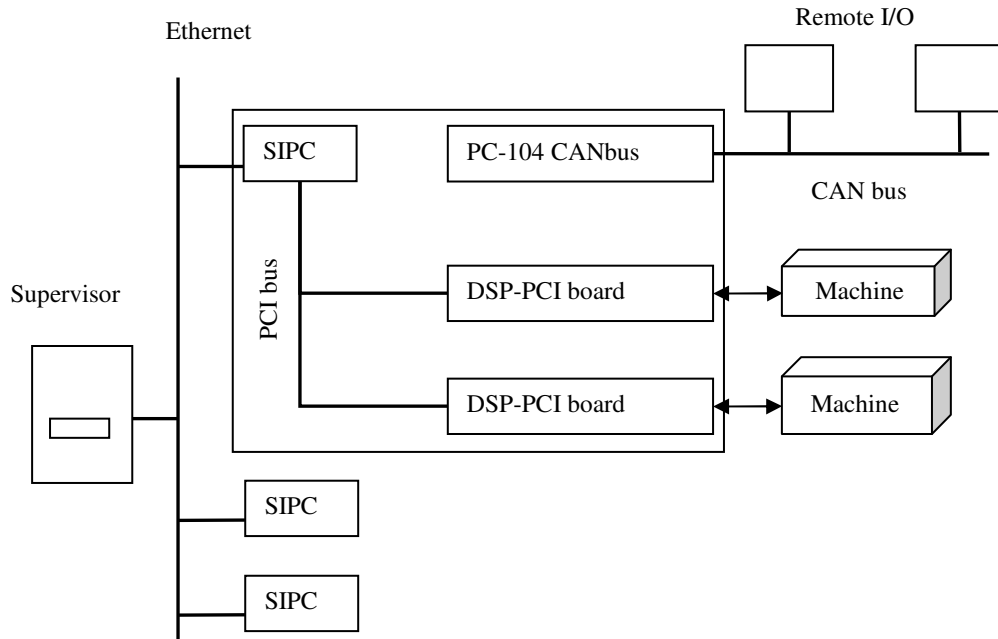 Remote I/O
Ethernet
SIPC
PC-104 CANbus
CAN bus
PCI bus
Supervisor
DSP-PCI board
Machine
DSP-PCI board
Machine
SIPC
SIPC